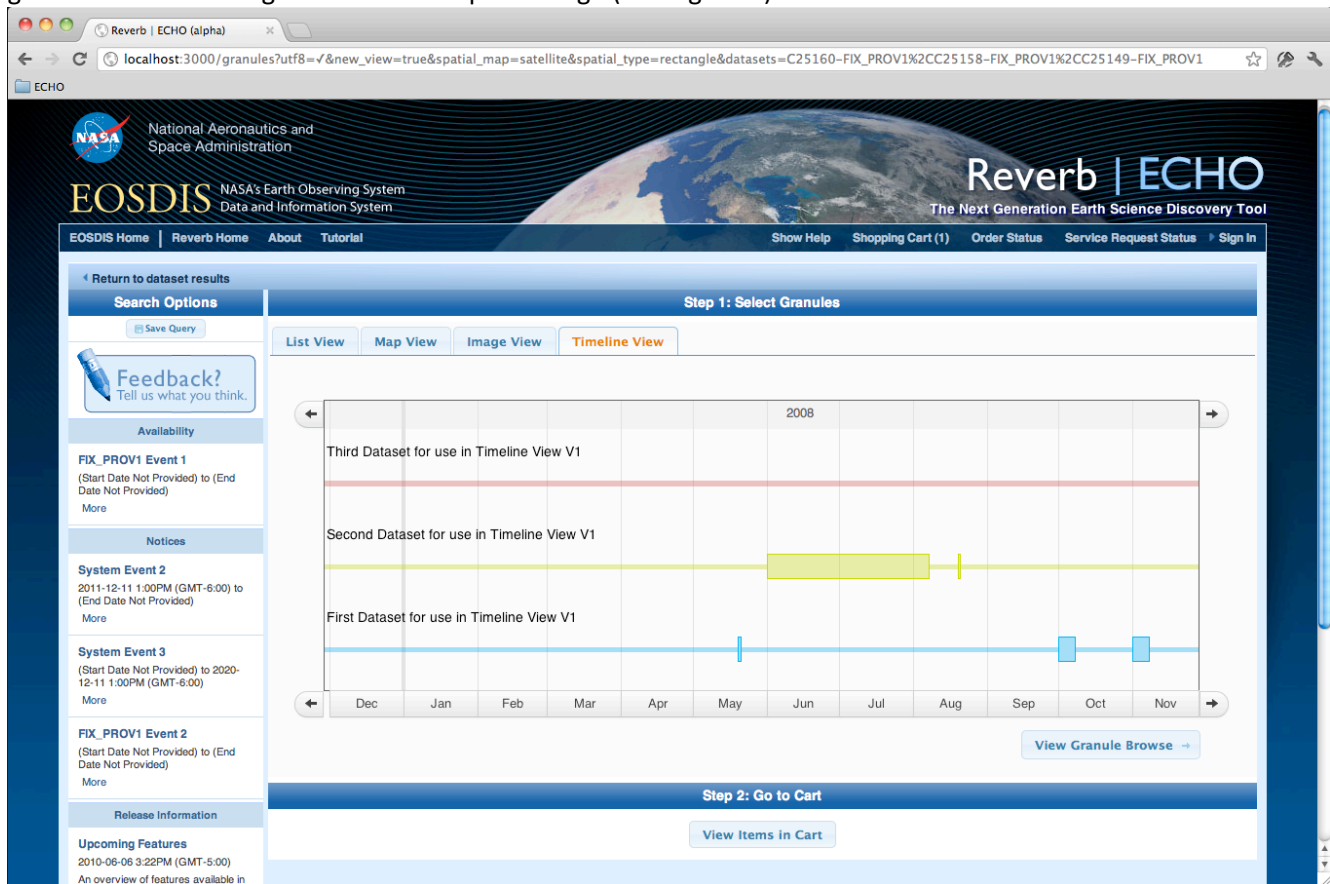 Reverb | ECHO (alpha)
localhost:3000/granules?utf8=✓&new_view=true&spatial_map=satellite&spatial_type=rectangle&datasets=C25160-FIX_PROV1%2CC25158-FIX_PROV1%2CC25149-FIX_PROV1
ECHO
NASA
National Aeronautics and
Space Administration
EOSDIS
NASA's Earth Observing System
Data and Information System
Reverb | ECHO
The Next Generation Earth Science Discovery Tool
EOSDIS Home | Reverb Home About Tutorial
Show Help Shopping Cart (1) Order Status Service Request Status Sign In
Return to dataset results
Search Options
Save Query
Feedback?
Tell us what you think.
Availability
FIX_PROV1 Event 1
(Start Date Not Provided) to (End
Date Not Provided)
More
Notices
System Event 2
2011-12-11 1:00PM (GMT-6:00) to
(End Date Not Provided)
More
System Event 3
(Start Date Not Provided) to 2020-
12-11 1:00PM (GMT-6:00)
More
FIX_PROV1 Event 2
(Start Date Not Provided) to (End
Date Not Provided)
More
Release Information
Upcoming Features
2010-06-06 3:22PM (GMT-5:00)
An overview of features available in
Step 1: Select Granules
List View Map View Image View Timeline View
2008
Third Dataset for use in Timeline View V1
Second Dataset for use in Timeline View V1
First Dataset for use in Timeline View V1
Dec Jan Feb Mar Apr May Jun Jul Aug Sep Oct Nov
View Granule Browse
Step 2: Go to Cart
View Items in Cart